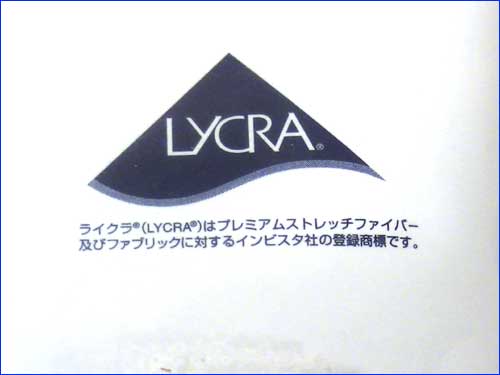 LYCRA®
ライクラ®(LYCRA®)はプレミアムストレッチファイバー
及びファブリックに対するインビスタ社の登録商標です。